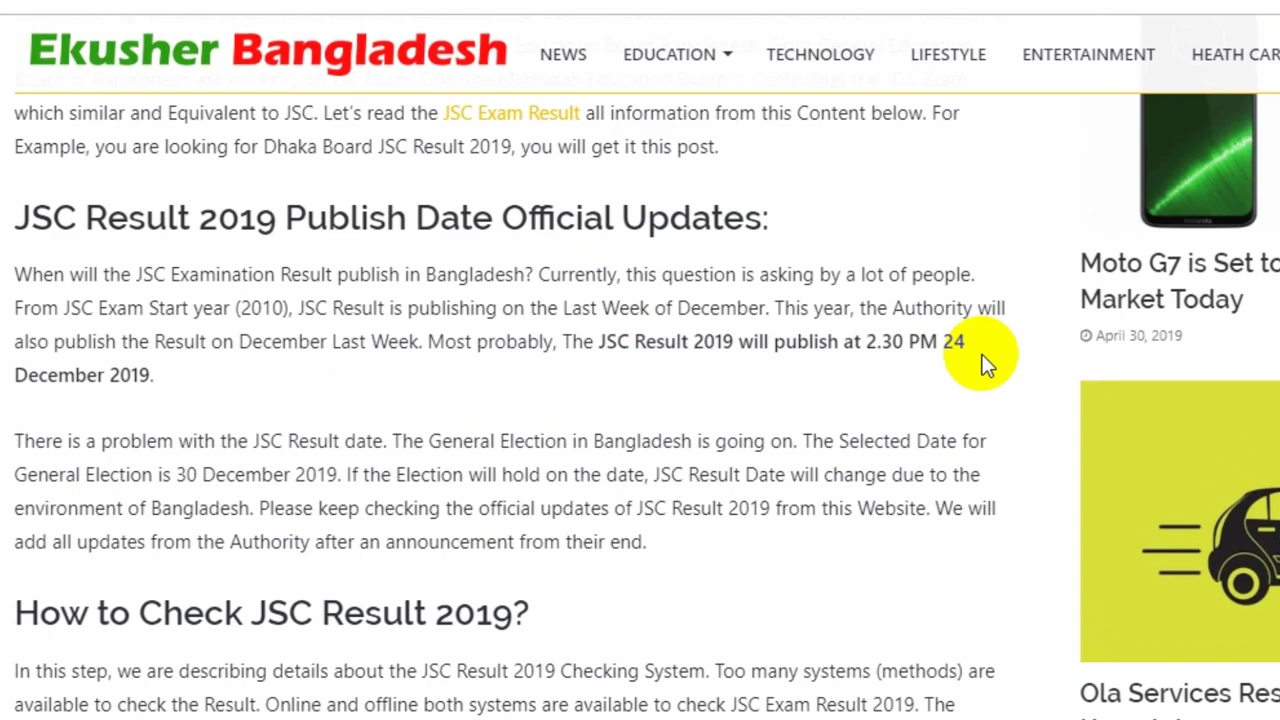 Ekusher Bangladesh
NEWS EDUCATION TECHNOLOGY LIFESTYLE ENTERTAINMENT HEATH CAR
which similar and Equivalent to JSC. Let's read the JSC Exam Result all information from this Content below. For
Example, you are looking for Dhaka Board JSC Result 2019, you will get it this post.
JSC Result 2019 Publish Date Official Updates:
When will the JSC Examination Result publish in Bangladesh? Currently, this question is asking by a lot of people.
From JSC Exam Start year (2010), JSC Result is publishing on the Last Week of December. This year, the Authority will
also publish the Result on December Last Week. Most probably, The JSC Result 2019 will publish at 2.30 PM 24
December 2019.
There is a problem with the JSC Result date. The General Election in Bangladesh is going on. The Selected Date for
General Election is 30 December 2019. If the Election will hold on the date, JSC Result Date will change due to the
environment of Bangladesh. Please keep checking the official updates of JSC Result 2019 from this Website. We will
add all updates from the Authority after an announcement from their end.
How to Check JSC Result 2019?
In this step, we are describing details about the JSC Result 2019 Checking System. Too many systems (methods) are
available to check the Result. Online and offline both systems are available to check JSC Exam Result 2019. The
Moto G7 is Set to
Market Today
April 30, 2019
Ola Services Res